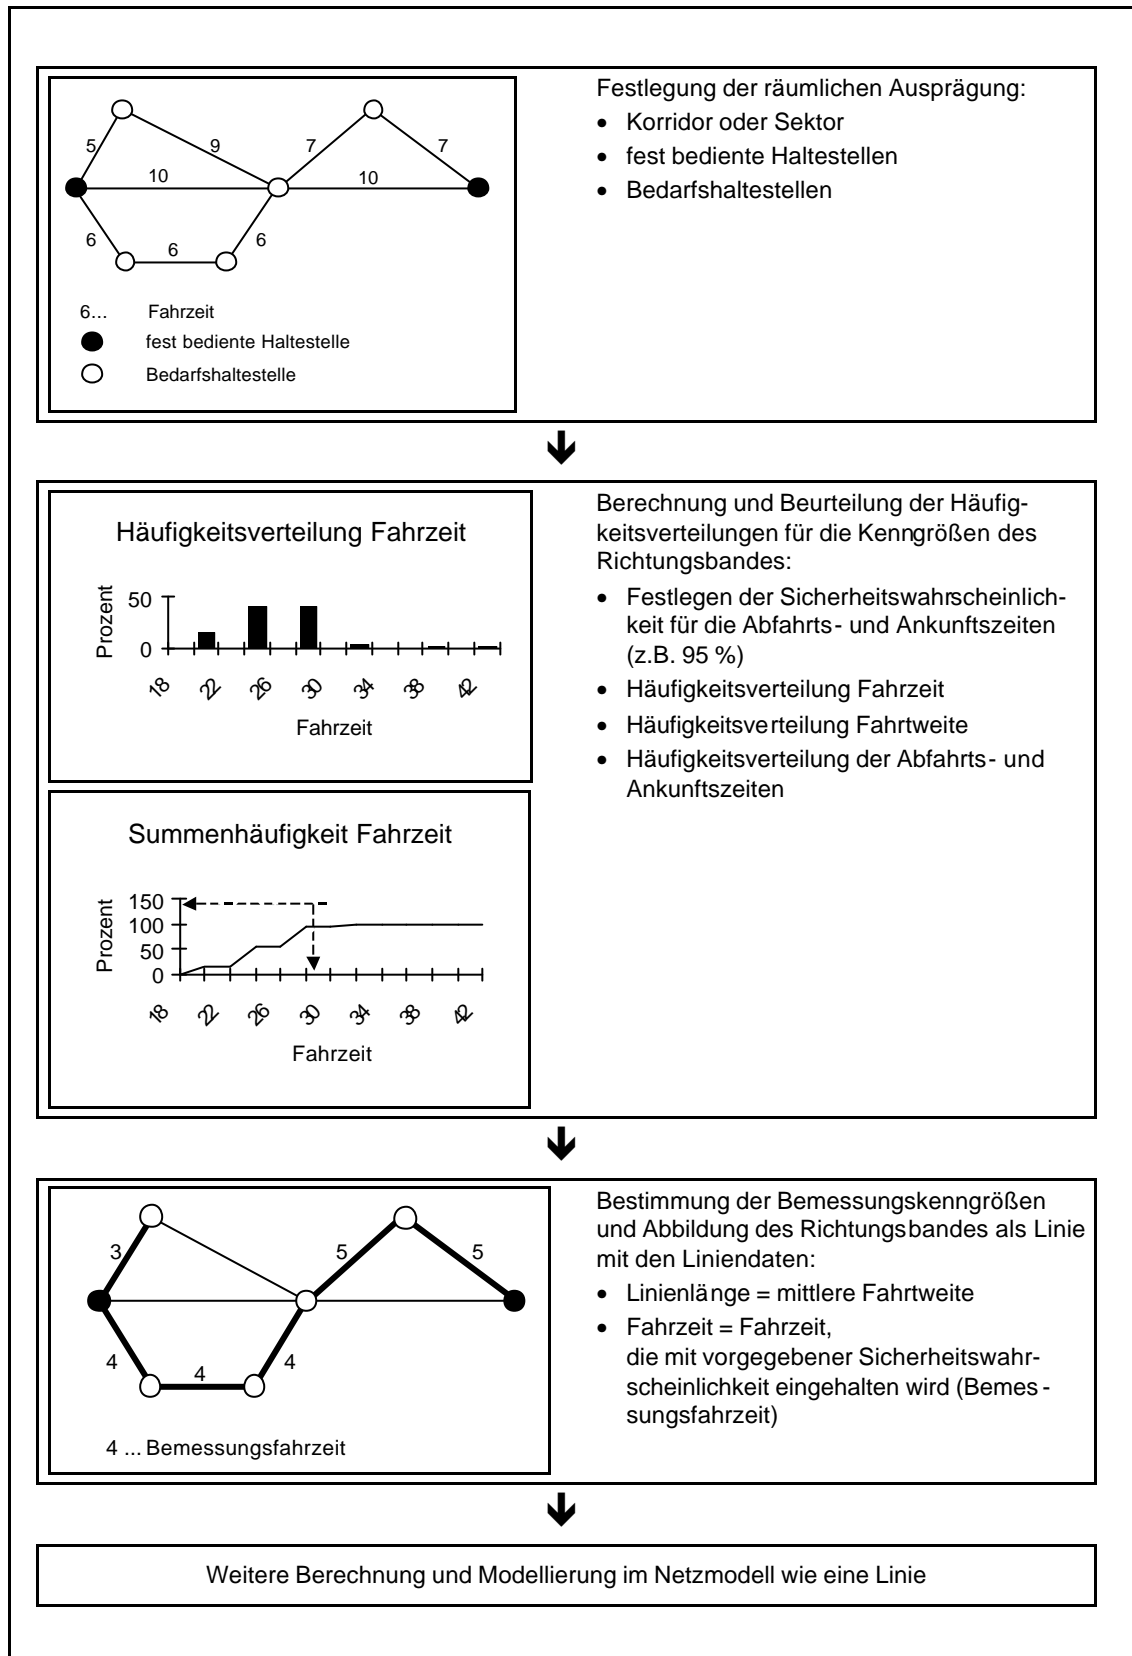 Festlegung der räumlichen Ausprägung:
• Korridor oder Sektor
• fest bediente Haltestellen
• Bedarfshaltestellen
5
9
7
7
10
10
6
6
6
6... Fahrzeit
fest bediente Haltestelle
Bedarfshaltestelle
Häufigkeitsverteilung Fahrzeit
Prozent
50
0
18 22 26 30 34 38 42
Fahrzeit
Summenhäufigkeit Fahrzeit
Prozent
150
100
50
0
18 22 26 30 34 38 42
Fahrzeit
Berechnung und Beurteilung der Häufig-
keitsverteilungen für die Kenngrößen des
Richtungsbandes:
• Festlegen der Sicherheitswahrscheinlich-
keit für die Abfahrts- und Ankunftszeiten
(z.B. 95 %)
• Häufigkeitsverteilung Fahrzeit
• Häufigkeitsverteilung Fahrtweite
• Häufigkeitsverteilung der Abfahrts- und
Ankunftszeiten
3
5
5
4
4
4
4 ... Bemessungsfahrzeit
Bestimmung der Bemessungskenngrößen
und Abbildung des Richtungsbandes als Linie
mit den Liniendaten:
• Linienlänge = mittlere Fahrtweite
• Fahrzeit = Fahrzeit,
die mit vorgegebener Sicherheitswahr-
scheinlichkeit eingehalten wird (Bemes-
sungsfahrzeit)
Weitere Berechnung und Modellierung im Netzmodell wie eine Linie